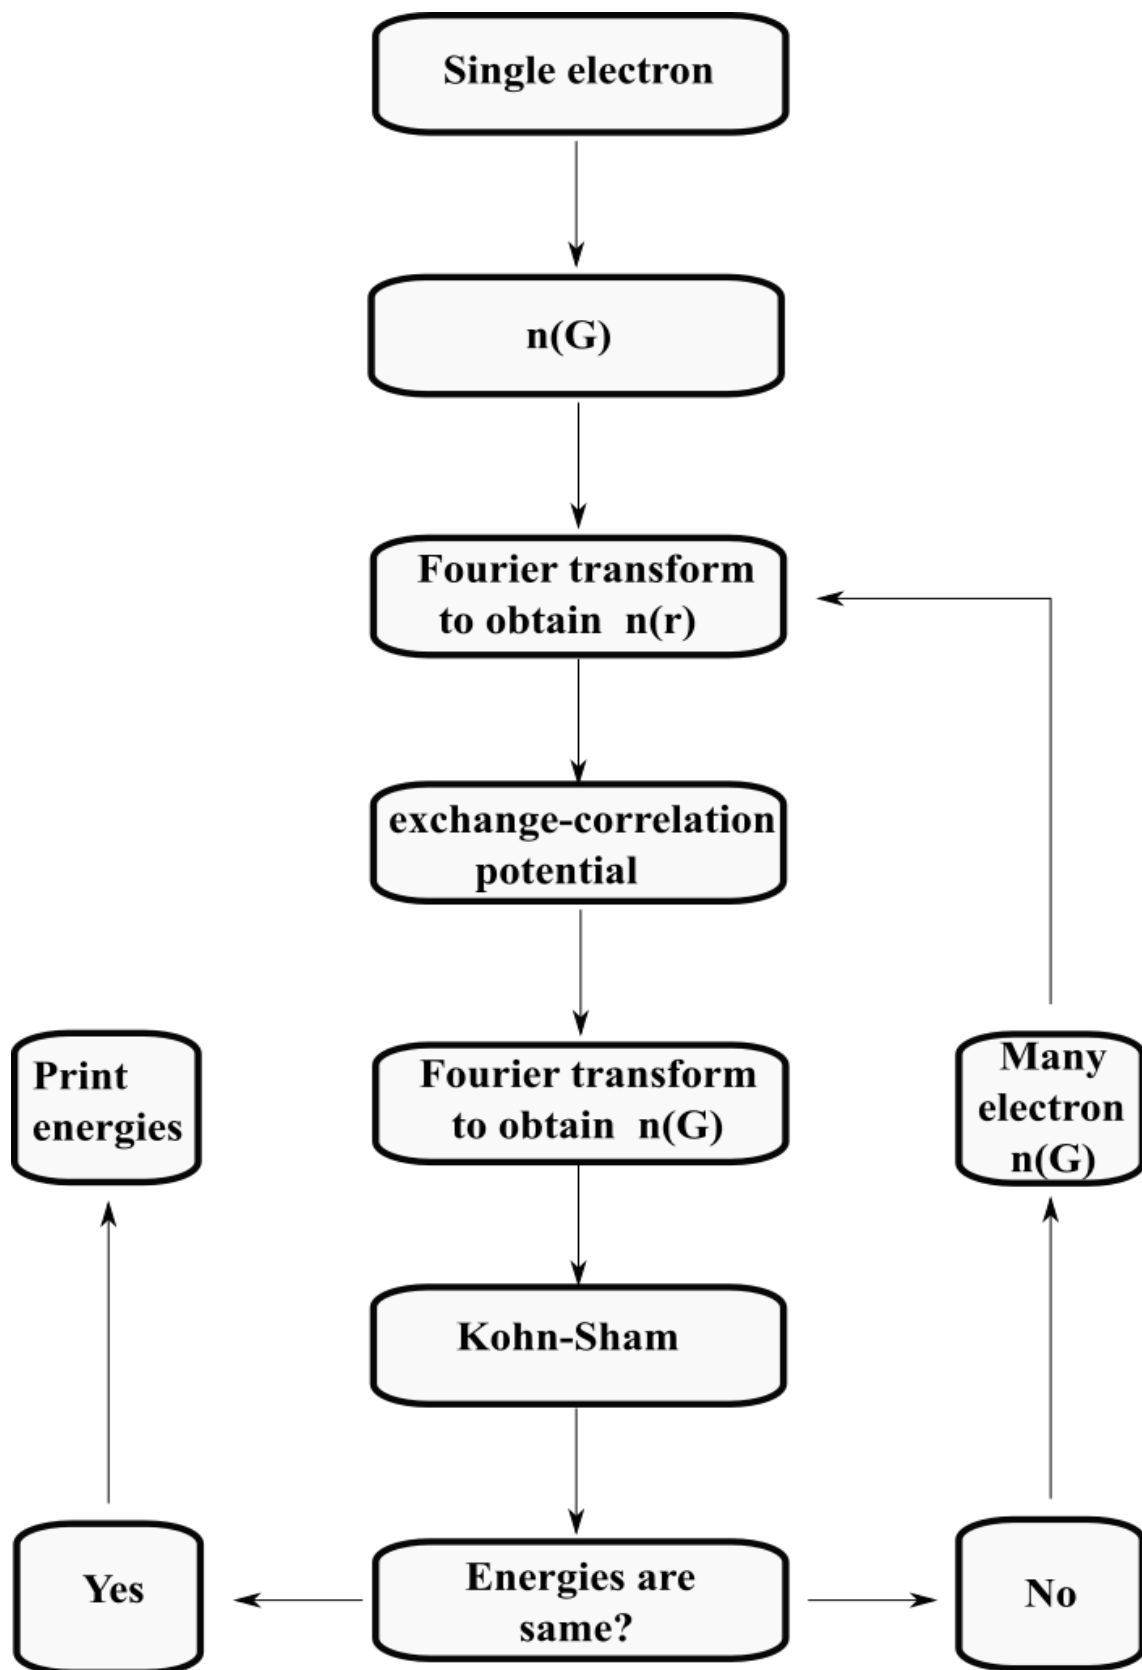 Single electron
n(G)
Fourier transform
to obtain n(r)
exchange-correlation
potential
Fourier transform
to obtain n(G)
Print
energies
Many
electron
n(G)
Kohn-Sham
Energies are
same?
Yes
No